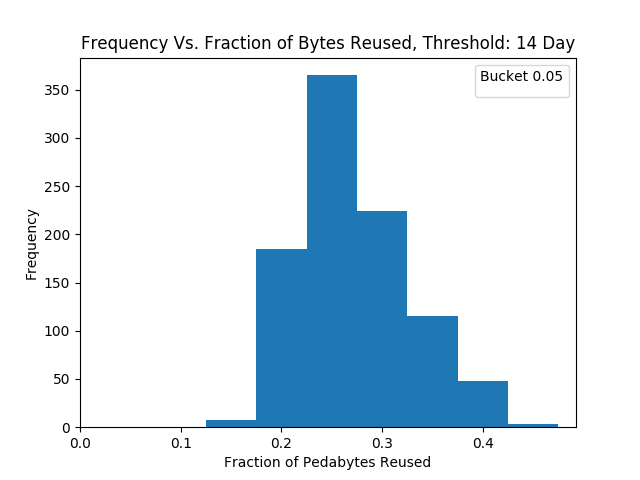 Frequency Vs. Fraction of Bytes Reused, Threshold: 14 Day
Bucket 0.05
350
300
250
200
150
100
50
0
Frequency
0.0 0.1 0.2 0.3 0.4
Fraction of Pedabytes Reused